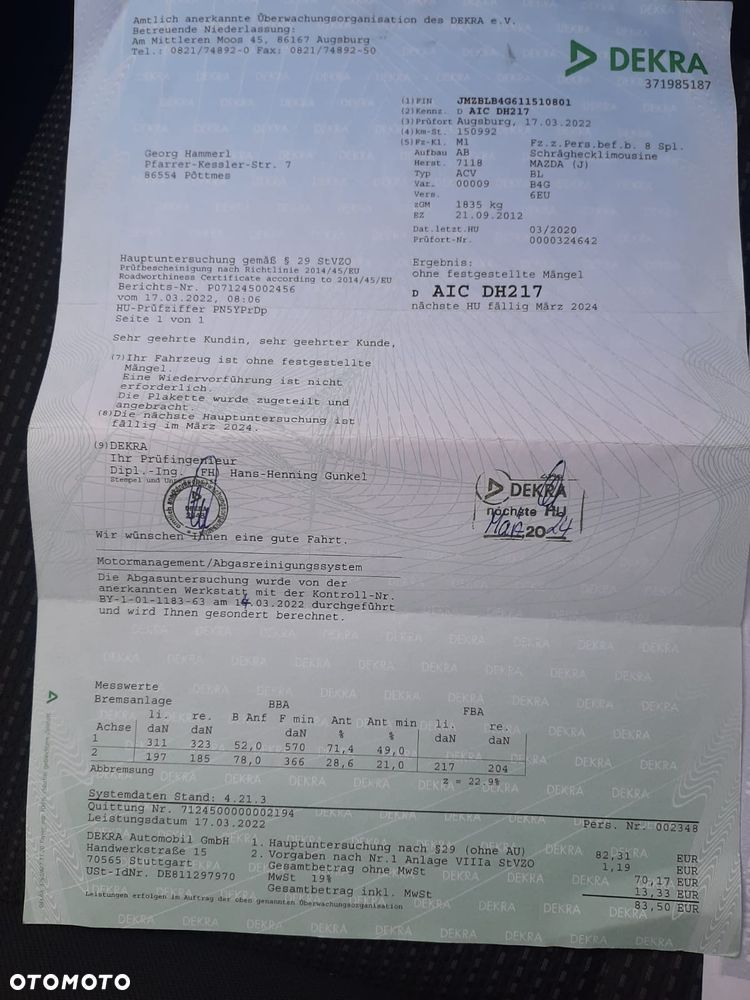 Amtlich anerkannte Überwachungsorganisation des DEKRA e.V.
Betreuende Niederlassung:
Am Mittleren Moos 45, 86167 Augsburg
Tel.: 0821/74892-0 Fax: 0821/74892-50
DEKRA
371985187
(1) FIN JMZBLB4G611510801
(2) Kennz. D AIC DH217
(3) Prüfort Augsburg, 17.03.2022
(4) km-St. 150992
(5) Fz-Kl. M1 Fz.z.Pers.bef.b. 8 Spl.
Aufbau AB Schrägheckl​imousine
Herst. 7118 MAZDA (J)
Typ ACV BL
Var. 00009 B4G
Vers. 6EU
zGM 1835 kg
EZ 21.09.2012
Dat.letzt.HU 03/2020
Prüfort-Nr. 0000324642
Georg Hammerl
Pfarrer-Kessler-Str. 7
86554 Pöttmes
Hauptuntersuchung gemäß § 29 StVZO
Prüfbescheinigung nach Richtlinie 2014/45/EU
Roadworthiness Certificate according to 2014/45/EU
Berichts-Nr. P071245002456
vom 17.03.2022, 08:06
HU-Prüfziffer PN5YPrDp
Seite 1 von 1
Ergebnis:
ohne festgestellte Mängel
D AIC DH217
nächste HU fällig März 2024
Sehr geehrte Kundin, sehr geehrter Kunde,
(7) Ihr Fahrzeug ist ohne festgestellte
Mängel.
Eine Wiedervorführung ist nicht
erforderlich.
Die Plakette wurde zugeteilt und
angebracht.
(8) Die nächste Hauptuntersuchung ist
fällig im März 2024.
(9) DEKRA
Ihr Prüfingenieur
Dipl.-Ing. (FH) Hans-Henning Gunkel
Stempel und
DEKRA
nächste HU
März 2024
Wir wünschen Ihnen eine gute Fahrt.
Motormanagement/Abgasreinigungssystem
Die Abgasuntersuchung wurde von der
anerkannten Werkstatt mit der Kontroll-Nr.
BY-1-01-1183-63 am 14.03.2022 durchgeführt
und wird Ihnen gesondert berechnet.
Messwerte
Bremsanlage BBA FBA
li. re. B Anf F min Ant Ant min li. re.
Achse daN daN daN % % daN daN
1 311 323 52,0 570 71,4 49,0
2 197 185 78,0 366 28,6 21,0 217 204
Abbremsung z = 22.9%
Systemdaten Stand: 4.21.3
Quittung Nr. 7124500000002194
Leistungsdatum 17.03.2022 Pers. Nr. 002348
DEKRA Automobil GmbH 1. Hauptuntersuchung nach §29 (ohne AU) 82,31 EUR
Handwerkstraße 15 2. Vorgaben nach Nr.1 Anlage VIIIa StVZO 1,19 EUR
70565 Stuttgart Gesamtbetrag ohne MwSt 70,17 EUR
USt-IdNr. DE811297970 MwSt 19% 13,33 EUR
Gesamtbetrag inkl. MwSt 83,50 EUR
Leistungen erfolgen im Auftrag der oben genannten Überwachungsorganisation
OTOMOTO